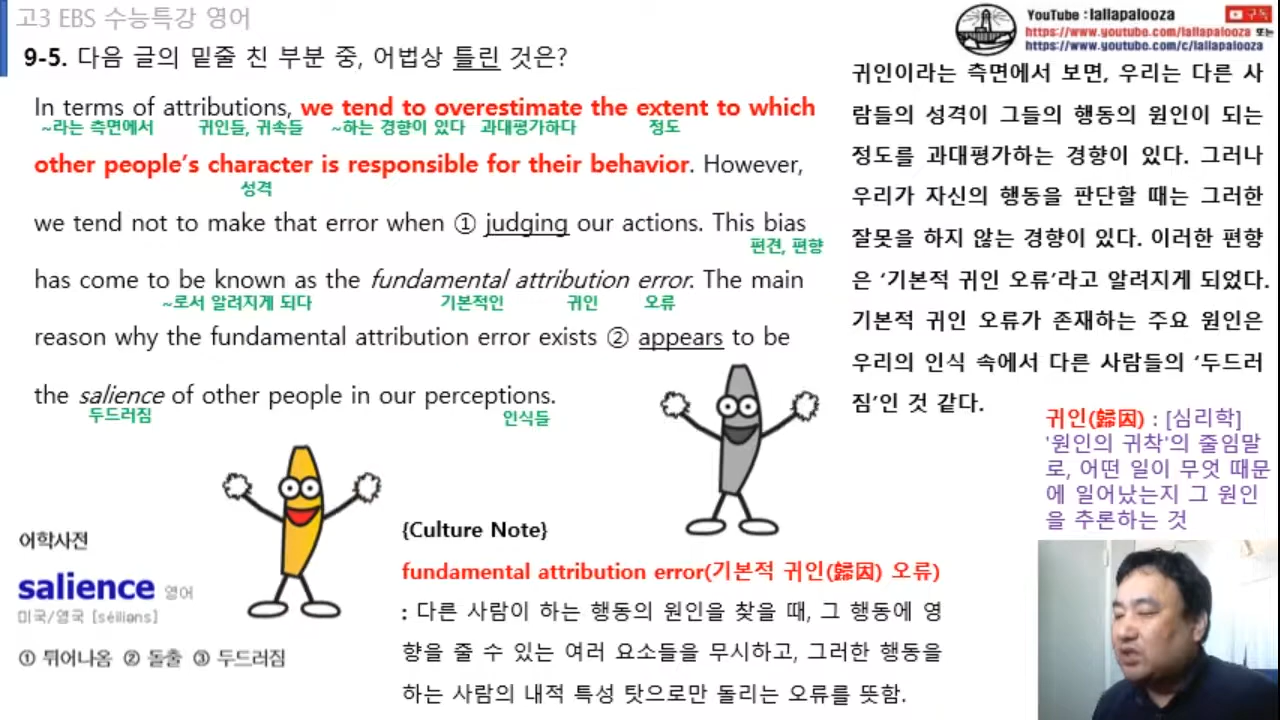 고3 EBS 수능특강 영어
YouTube : lallapalooza
구독
https://www.youtube.com/lallapalooza 또는
https://www.youtube.com/c/lallapalooza
9-5. 다음 글의 밑줄 친 부분 중, 어법상 틀린 것은?
In terms of attributions, we tend to overestimate the extent to which
~라는 측면에서 귀인들, 귀속들 ~하는 경향이 있다 과대평가하다 정도
other people's character is responsible for their behavior. However,
성격
we tend not to make that error when ① judging our actions. This bias
편견, 편향
has come to be known as the fundamental attribution error. The main
~로서 알려지게 되다 기본적인 귀인 오류
reason why the fundamental attribution error exists ② appears to be
the salience of other people in our perceptions.
두드러짐 인식들
귀인이라는 측면에서 보면, 우리는 다른 사
람들의 성격이 그들의 행동의 원인이 되는
정도를 과대평가하는 경향이 있다. 그러나
우리가 자신의 행동을 판단할 때는 그러한
잘못을 하지 않는 경향이 있다. 이러한 편향
은 '기본적 귀인 오류'라고 알려지게 되었다.
기본적 귀인 오류가 존재하는 주요 원인은
우리의 인식 속에서 다른 사람들의 '두드러
짐'인 것 같다.
귀인(歸因) : [심리학]
'원인의 귀착'의 줄임말
로, 어떤 일이 무엇 때문
에 일어났는지 그 원인
을 추론하는 것
어학사전
salience 영어
미국/영국 [séiliəns]
① 튀어나옴 ② 돌출 ③ 두드러짐
{Culture Note}
fundamental attribution error(기본적 귀인(歸因) 오류)
: 다른 사람이 하는 행동의 원인을 찾을 때, 그 행동에 영
향을 줄 수 있는 여러 요소들을 무시하고, 그러한 행동을
하는 사람의 내적 특성 탓으로만 돌리는 오류를 뜻함.